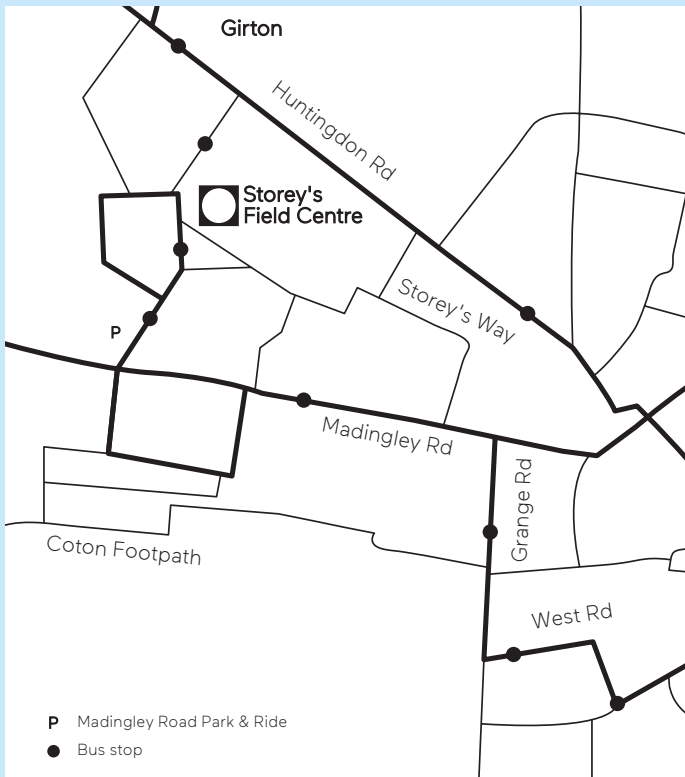 Girton
Huntingdon Rd
Storey's
Field Centre
Storey's Way
P
Madingley Rd
Grange Rd
Coton Footpath
West Rd
P Madingley Road Park & Ride
Bus stop